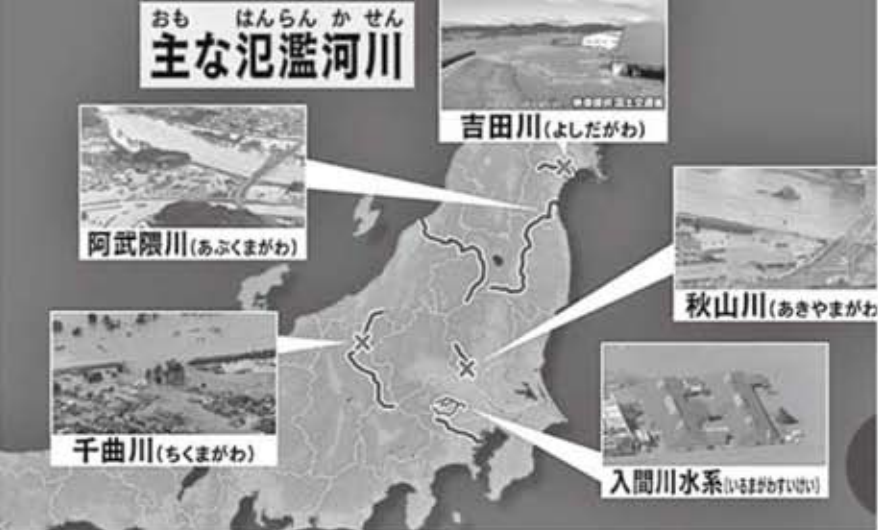 おも はんらん か せん
主な氾濫河川
吉田川(よしだがわ)
阿武隈川(あぶくまがわ)
秋山川(あきやまがわ
千曲川(ちくまがわ)
入間川水系(いるまがわすいけい)